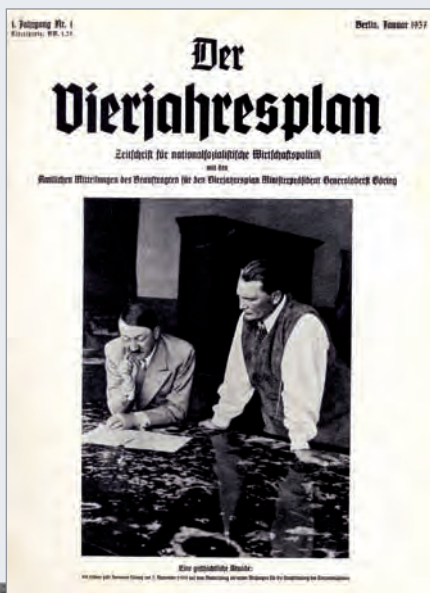 1. Jahrgang Nr. 1
Berlin, Januar 1937
Der
Vierjahresplan
Zeitschrift für nationalsozialistische Wirtschaftspolitik
mit den
Amtlichen Mitteilungen des Beauftragten für den Vierjahresplan Ministerpräsident Generaloberst Göring
Eine geschichtliche Stunde: